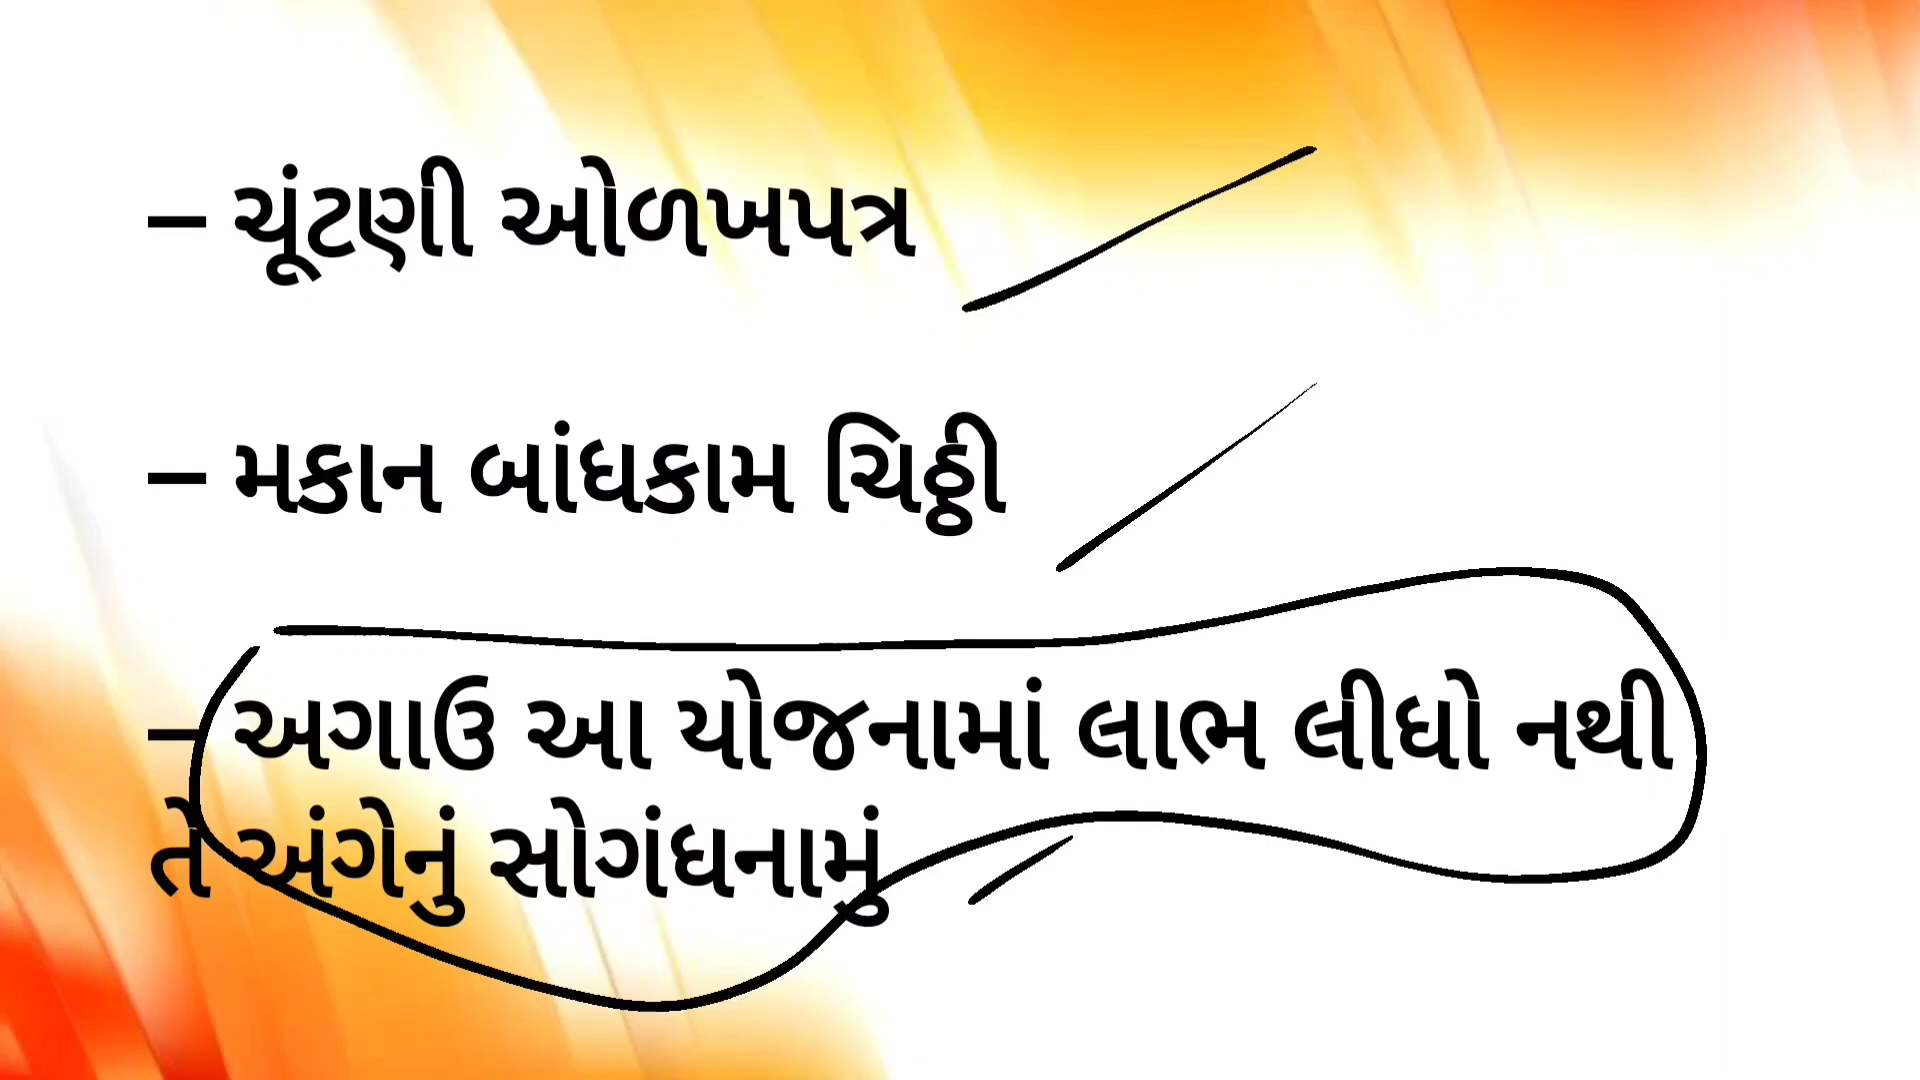 – ચૂંટણી ઓળખપત્ર
– મકાન બાંધકામ ચિઠ્ઠી
– અગાઉ આ યોજનામાં લાભ લીધો નથી
તે અંગેનું સોગંધનામું